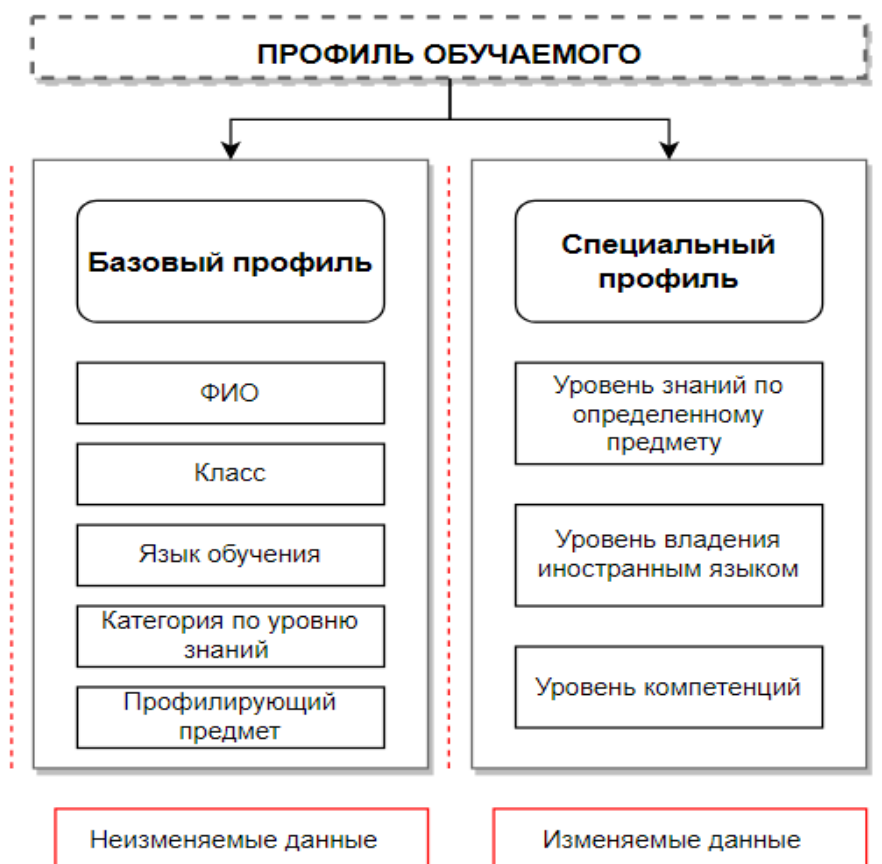 ПРОФИЛЬ ОБУЧАЕМОГО
Базовый профиль
ФИО
Класс
Язык обучения
Категория по уровню
знаний
Профилирующий
предмет
Неизменяемые данные
Специальный
профиль
Уровень знаний по
определенному
предмету
Уровень владения
иностранным языком
Уровень компетенций
Изменяемые данные